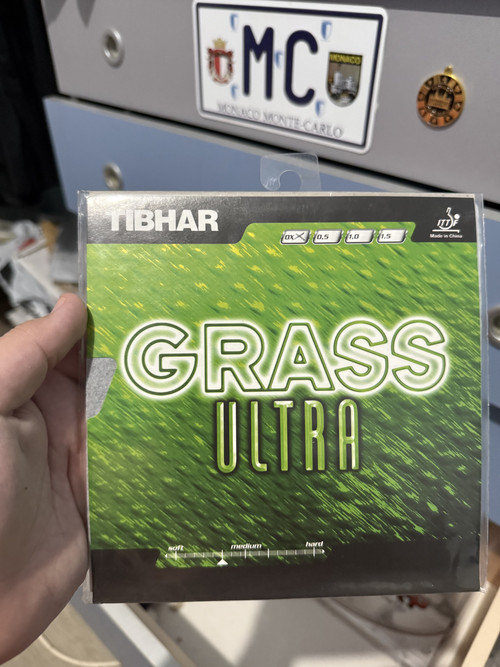 MC
MONACO
MONACO MONTE-CARLO
TIBHAR
OX 0.5 1.0 1.5
ITTF
Made in China
GRASS
ULTRA
soft medium hard